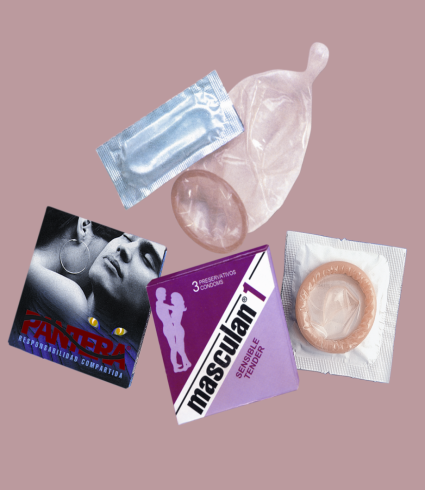 PANTERA
RESPONSABILIDAD COMPARTIDA
3 PRESERVATIVOS
CONDOMS
masculan® 1
SENSIBLE
TENDER